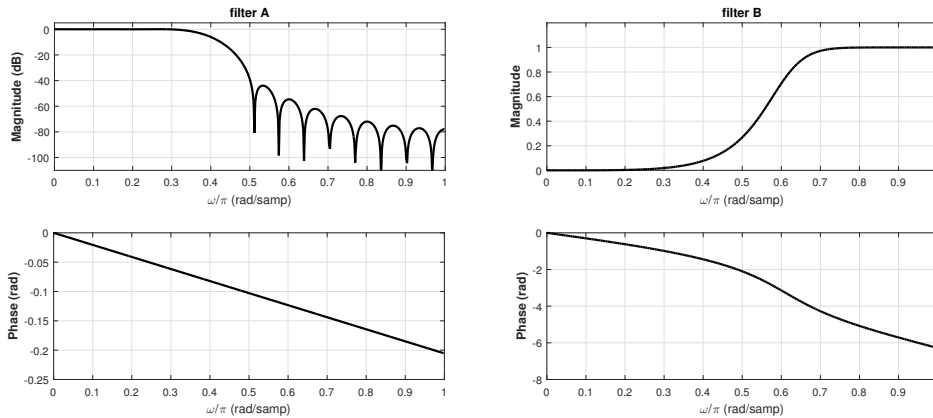 filter A
Magnitude (dB)
0
-20
-40
-60
-80
-100
0 0.1 0.2 0.3 0.4 0.5 0.6 0.7 0.8 0.9 1
ω/π (rad/samp)
filter B
Magnitude
1
0.8
0.6
0.4
0.2
0
0 0.1 0.2 0.3 0.4 0.5 0.6 0.7 0.8 0.9
ω/π (rad/samp)
Phase (rad)
0
-0.05
-0.1
-0.15
-0.2
-0.25
0 0.1 0.2 0.3 0.4 0.5 0.6 0.7 0.8 0.9 1
ω/π (rad/samp)
Phase (rad)
0
-2
-4
-6
-8
0 0.1 0.2 0.3 0.4 0.5 0.6 0.7 0.8 0.9
ω/π (rad/samp)